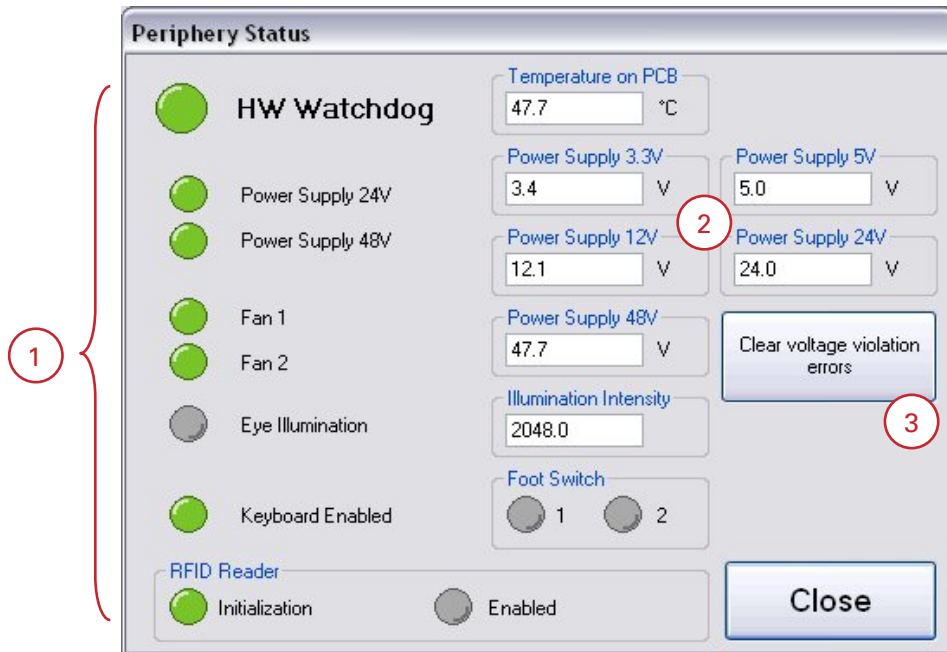 Periphery Status
HW Watchdog
Temperature on PCB
47.7 °C
Power Supply 24V
Power Supply 3.3V
3.4 V
Power Supply 5V
5.0 V
2
Power Supply 48V
Power Supply 12V
12.1 V
Power Supply 24V
24.0 V
1
Fan 1
Fan 2
Power Supply 48V
47.7 V
Clear voltage violation
errors
3
Eye Illumination
Illumination Intensity
2048.0
Keyboard Enabled
Foot Switch
1 2
RFID Reader
Initialization Enabled
Close